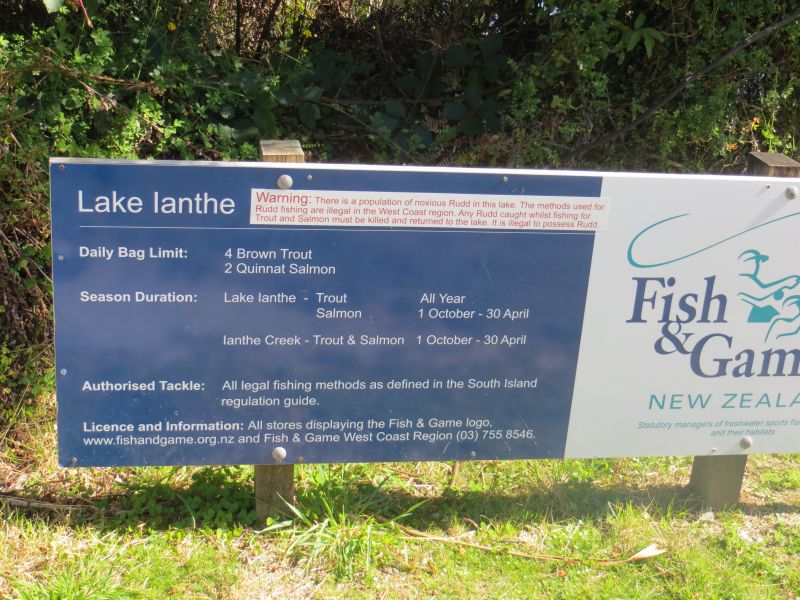 Lake Ianthe
Warning: There is a population of noxious Rudd in this lake. The methods used for
Rudd fishing are illegal in the West Coast region. Any Rudd caught whilst fishing for
Trout and Salmon must be killed and returned to the lake. It is illegal to possess Rudd.
Daily Bag Limit: 4 Brown Trout
2 Quinnat Salmon
Season Duration: Lake Ianthe - Trout All Year
Salmon 1 October - 30 April
Ianthe Creek - Trout & Salmon 1 October - 30 April
Authorised Tackle: All legal fishing methods as defined in the South Island
regulation guide.
Licence and Information: All stores displaying the Fish & Game logo,
www.fishandgame.org.nz and Fish & Game West Coast Region (03) 755 8546.
Fish
& Gam
NEW ZEALA
Statutory managers of freshwater sports fis
and their habitats